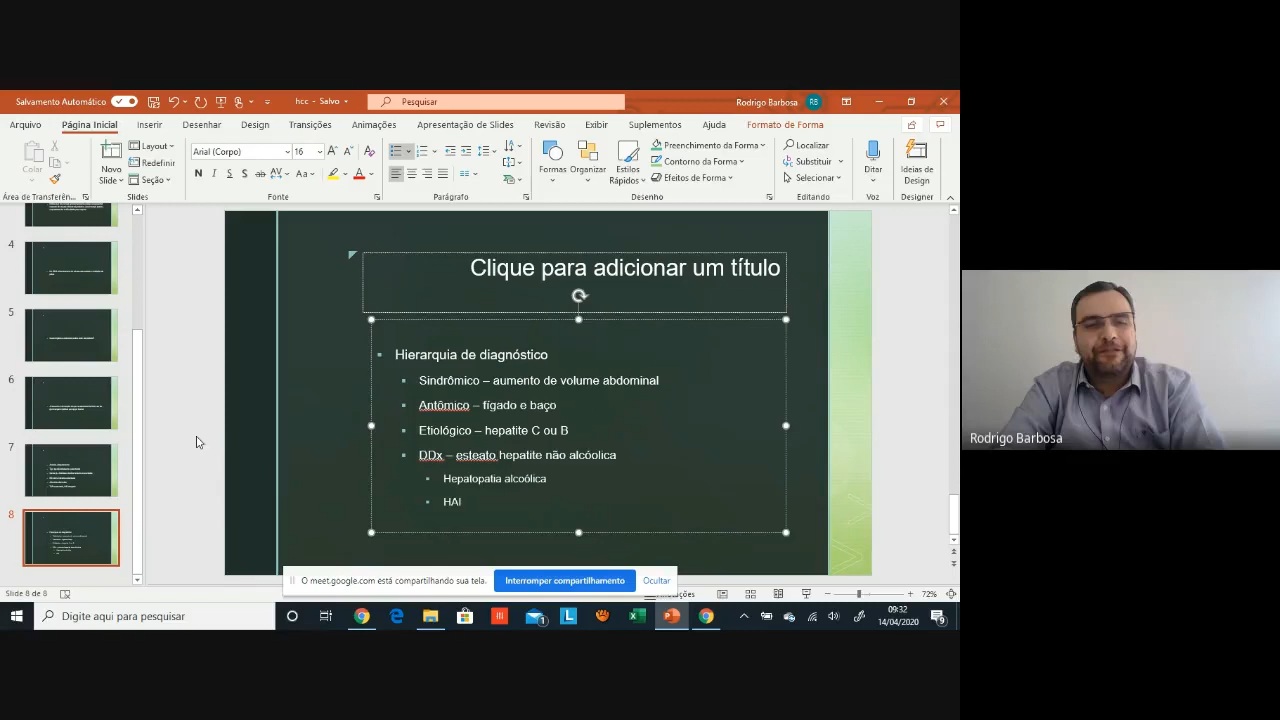 Salvamento Automático
hcc - Salvo
Pesquisar
Rodrigo Barbosa
RB
Arquivo
Página Inicial
Inserir
Desenhar
Design
Transições
Animações
Apresentação de Slides
Revisão
Exibir
Suplementos
Ajuda
Formato de Forma
Colar
Novo
Slide
Layout
Redefinir
Seção
Arial (Corpo)
16
N I S S ab AV Aa
Formas
Organizar
Estilos
Rápidos
Preenchimento da Forma
Contorno da Forma
Efeitos de Forma
Localizar
Substituir
Selecionar
Ditar
Ideias de
Design
Área de Transferên...
Slides
Fonte
Parágrafo
Desenho
Editando
Voz
Designer
4
5
6
7
8
Clique para adicionar um título
Hierarquia de diagnóstico
Sindrômico – aumento de volume abdominal
Antômico – fígado e baço
Etiológico – hepatite C ou B
DDx – esteato hepatite não alcóolica
Hepatopatia alcoólica
HAI
Rodrigo Barbosa
O meet.google.com está compartilhando sua tela.
Interromper compartilhamento
Ocultar
Slide 8 de 8
72%
Digite aqui para pesquisar
09:32
14/04/2020